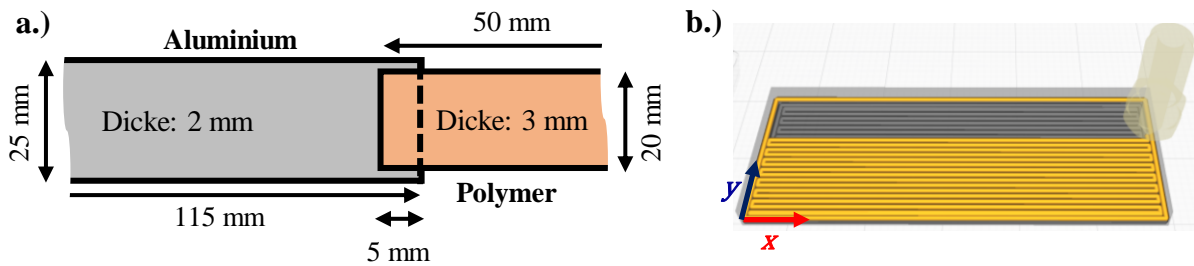 a.)
50 mm
b.)
Aluminium
25 mm
Dicke: 2 mm
Dicke: 3 mm
20 mm
115 mm
Polymer
5 mm
y
x